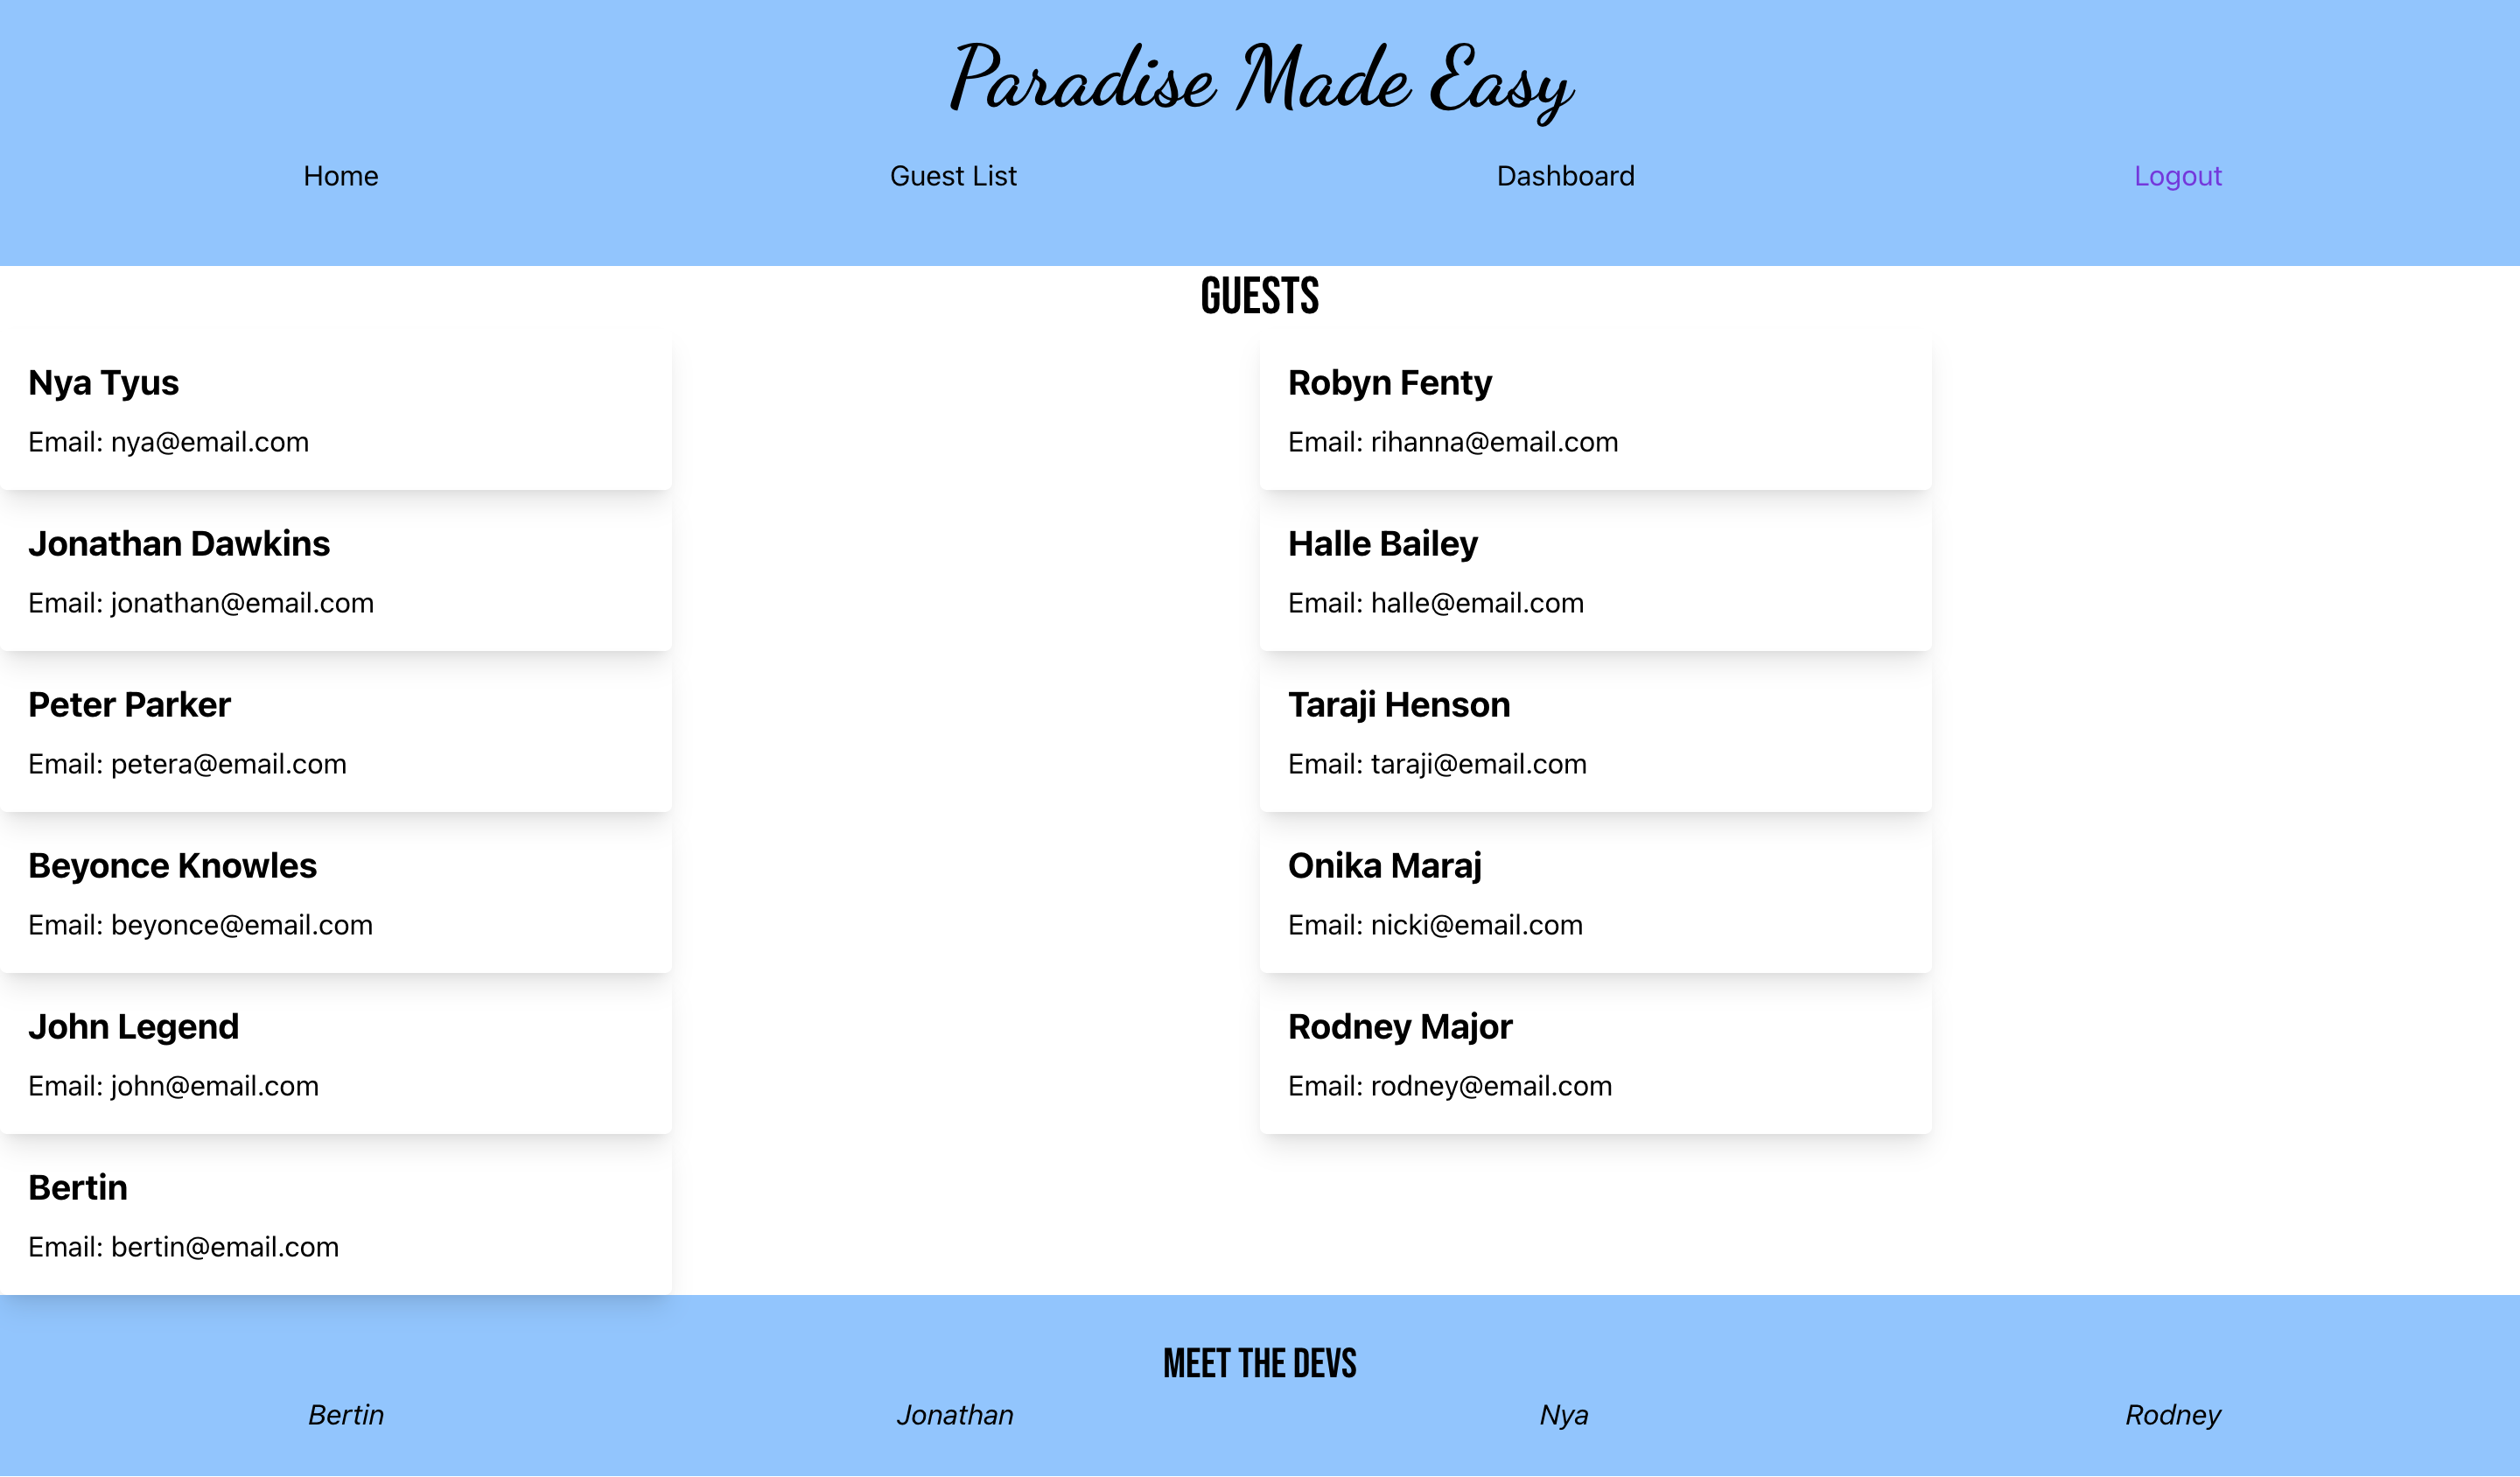 Paradise Made Easy
Home Guest List Dashboard Logout
GUESTS
Nya Tyus
Email: nya@email.com
Robyn Fenty
Email: rihanna@email.com
Jonathan Dawkins
Email: jonathan@email.com
Halle Bailey
Email: halle@email.com
Peter Parker
Email: petera@email.com
Taraji Henson
Email: taraji@email.com
Beyonce Knowles
Email: beyonce@email.com
Onika Maraj
Email: nicki@email.com
John Legend
Email: john@email.com
Rodney Major
Email: rodney@email.com
Bertin
Email: bertin@email.com
MEET THE DEVS
Bertin Jonathan Nya Rodney